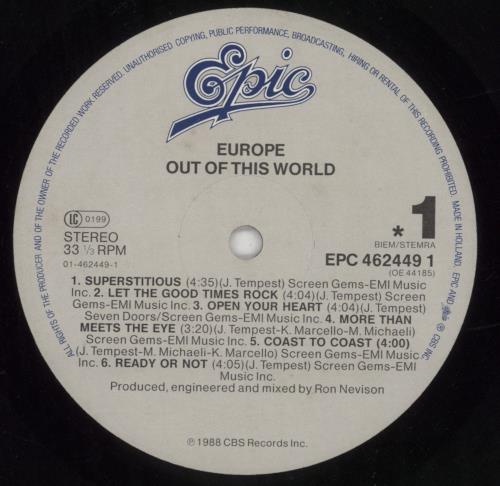 ALL RIGHTS OF THE PRODUCER AND OF THE OWNER OF THE RECORDED WORK RESERVED. UNAUTHORISED COPYING, PUBLIC PERFORMANCE, BROADCASTING, HIRING OR RENTAL OF THIS RECORDING PROHIBITED. MADE IN HOLLAND. EPIC AND
® CBS INC.
Epic
EUROPE
OUT OF THIS WORLD
LC 0199
STEREO
33 1/3 RPM
01-462449-1
* 1
BIEM/STEMRA
EPC 462449 1
(OE 44185)
1. SUPERSTITIOUS (4:35)(J. Tempest) Screen Gems-EMI Music
Inc. 2. LET THE GOOD TIMES ROCK (4:04)(J. Tempest) Screen
Gems-EMI Music Inc. 3. OPEN YOUR HEART (4:04)(J. Tempest)
Seven Doors/Screen Gems-EMI Music Inc. 4. MORE THAN
MEETS THE EYE (3:20)(J. Tempest-K. Marcello-M. Michaeli)
Screen Gems-EMI Music Inc. 5. COAST TO COAST (4:00)
(J. Tempest-M. Michaeli-K. Marcello) Screen Gems-EMI Music
Inc. 6. READY OR NOT (4:05)(J. Tempest) Screen Gems-EMI
Music Inc.
Produced, engineered and mixed by Ron Nevison
℗ 1988 CBS Records Inc.